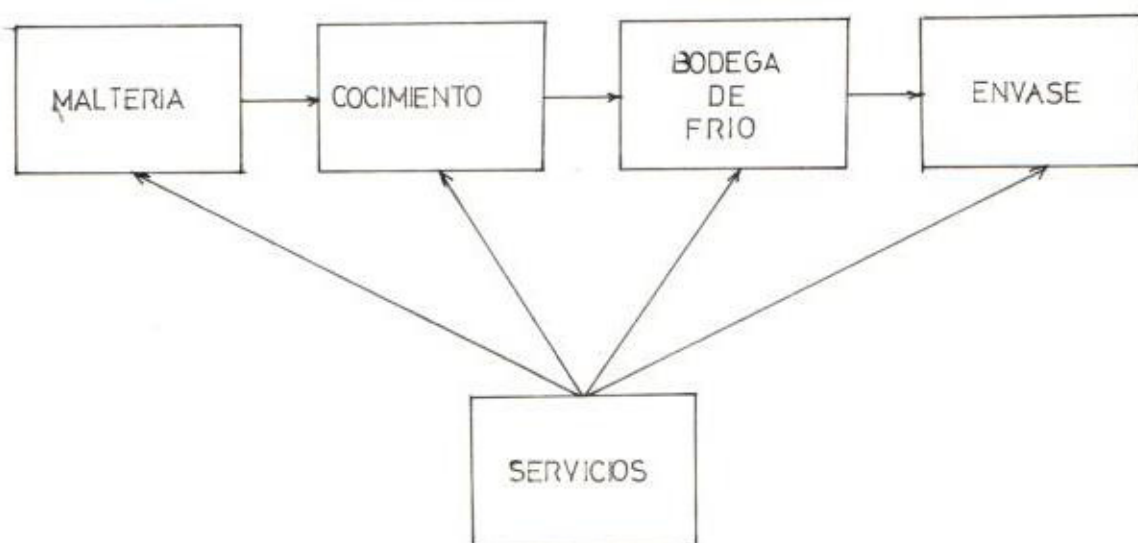 MALTERIA
COCIMIENTO
BODEGA
DE
FRIO
ENVASE
SERVICIOS